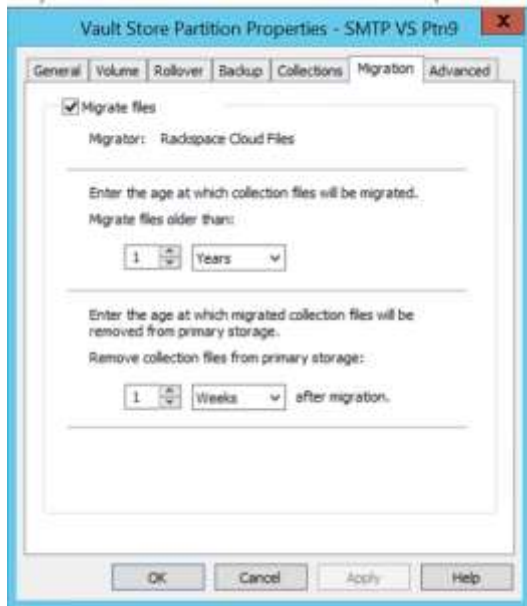 Vault Store Partition Properties - SMTP VS Ptn9
X
General Volume Rollover Backup Collections Migration Advanced
Migrate files
Migrator: Rackspace Cloud Files
Enter the age at which collection files will be migrated.
Migrate files older than:
1 Years
Enter the age at which migrated collection files will be
removed from primary storage.
Remove collection files from primary storage:
1 Weeks after migration.
OK Cancel Apply Help